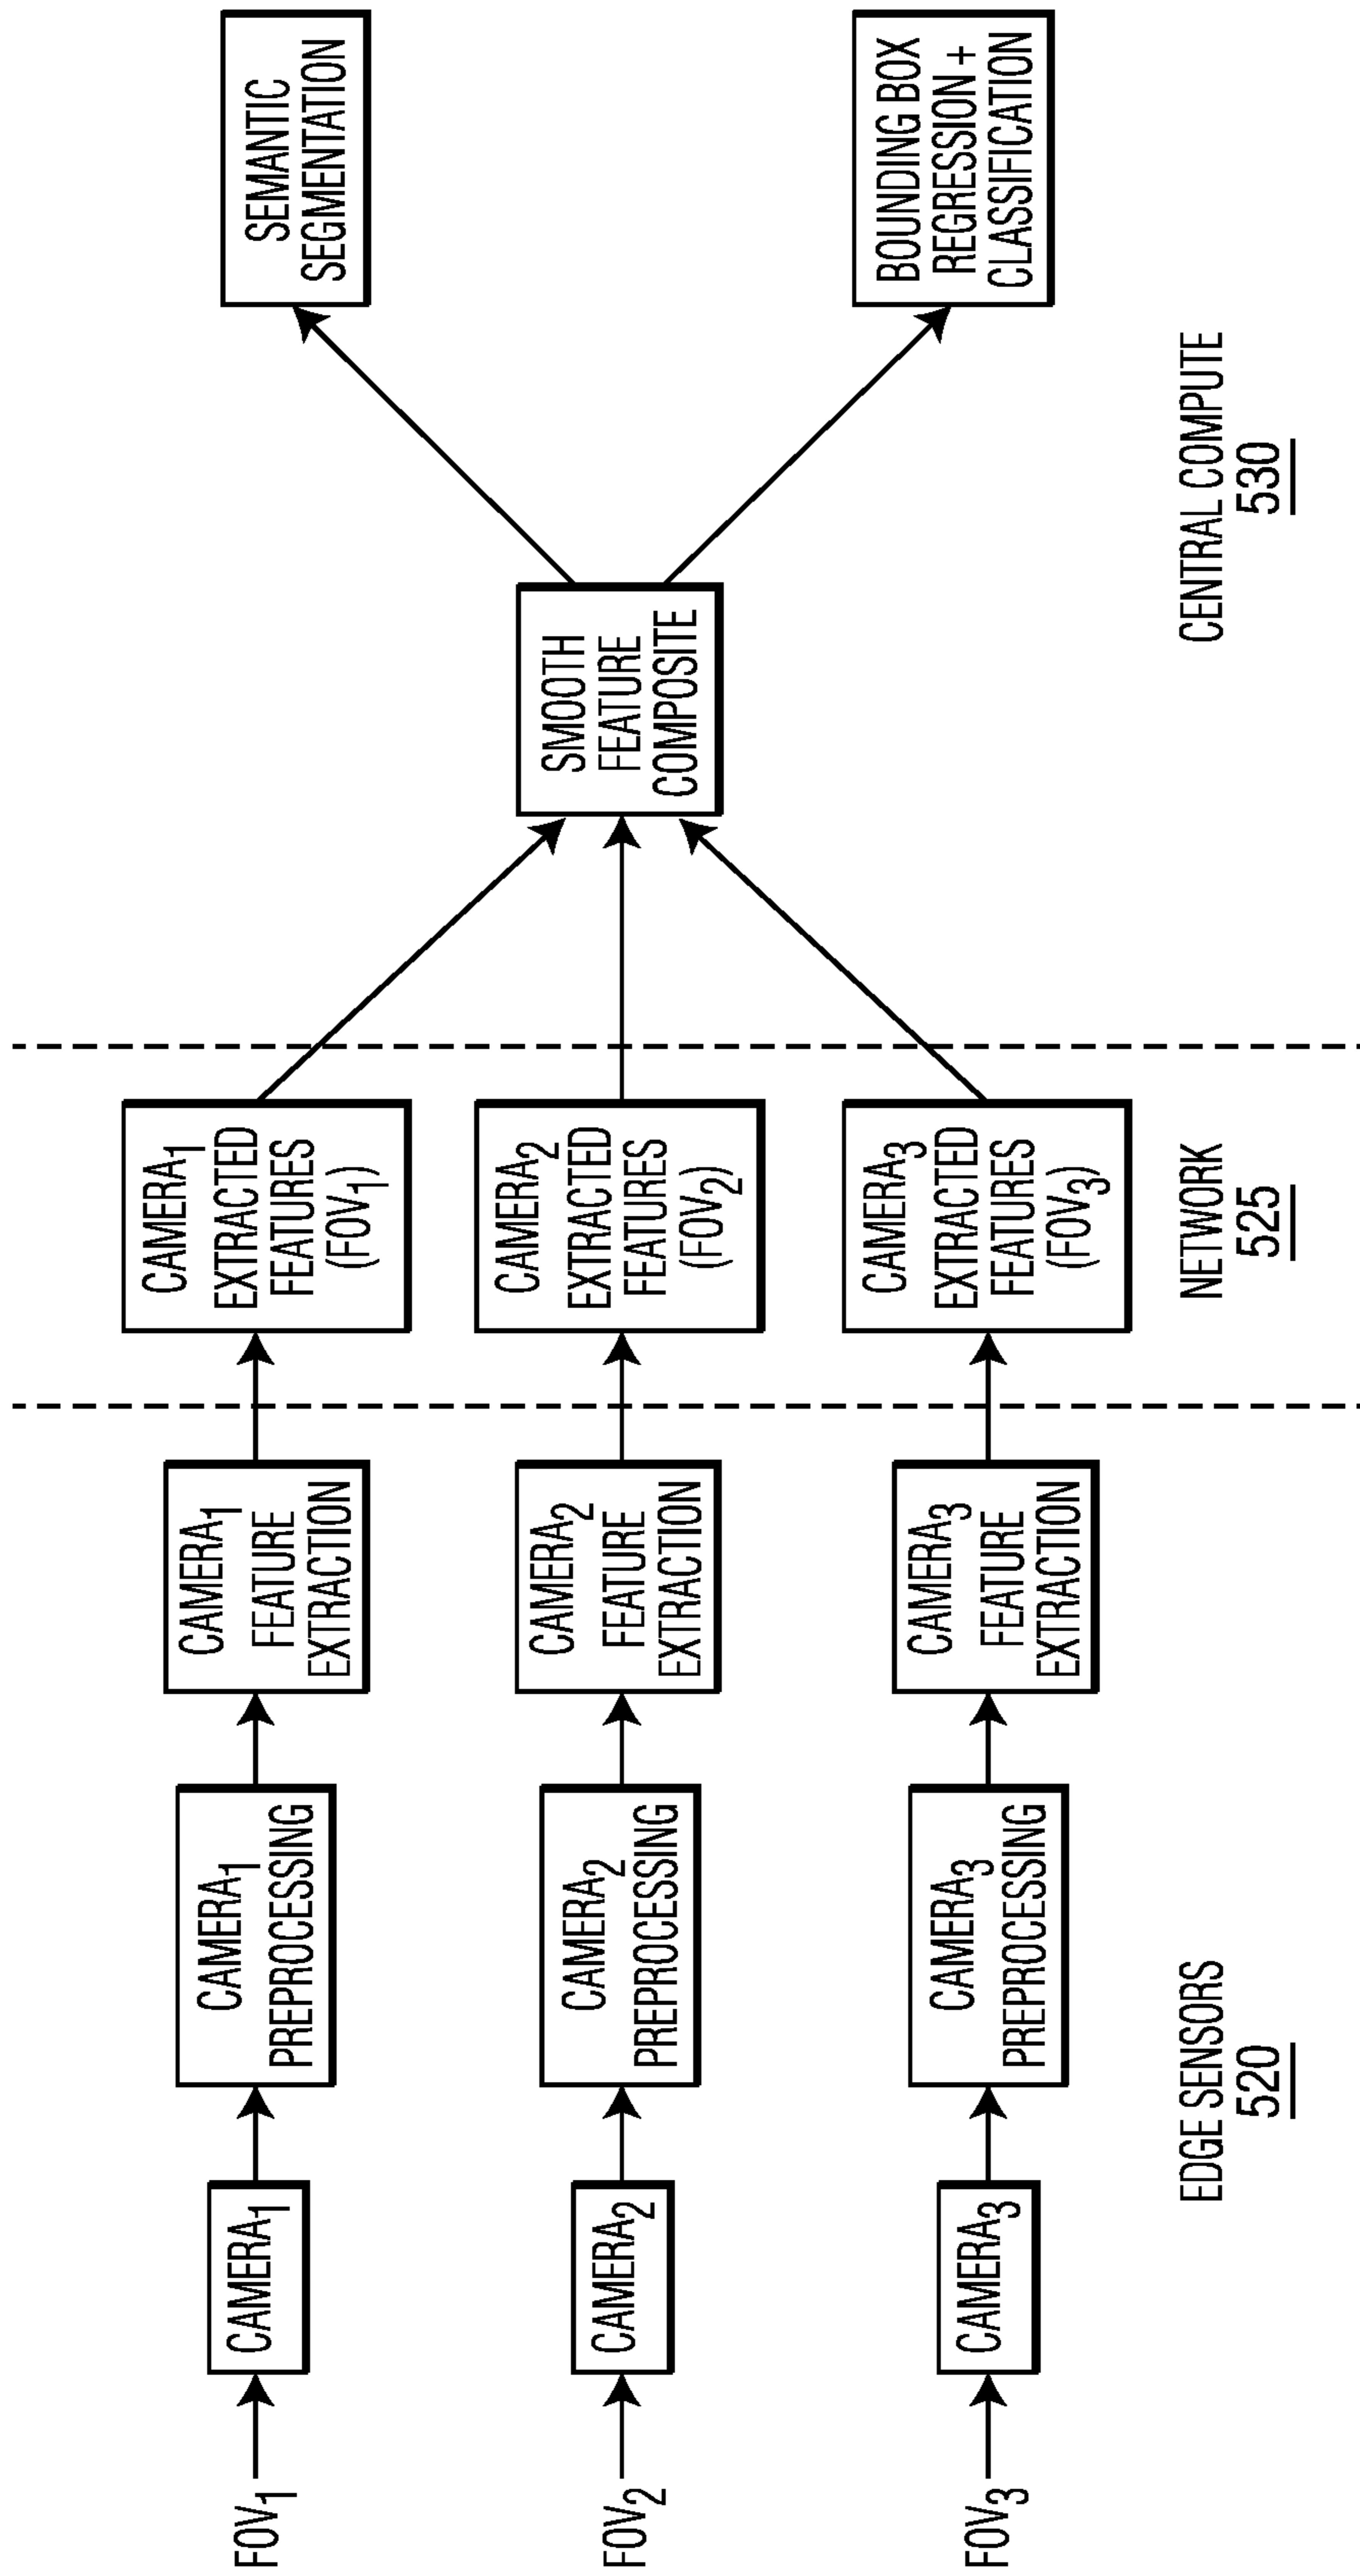 FOV1
CAMERA1
CAMERA1
PREPROCESSING
CAMERA1
FEATURE
EXTRACTION
CAMERA1
EXTRACTED
FEATURES
(FOV1)
FOV2
CAMERA2
CAMERA2
PREPROCESSING
CAMERA2
FEATURE
EXTRACTION
CAMERA2
EXTRACTED
FEATURES
(FOV2)
FOV3
CAMERA3
CAMERA3
PREPROCESSING
CAMERA3
FEATURE
EXTRACTION
CAMERA3
EXTRACTED
FEATURES
(FOV3)
SMOOTH
FEATURE
COMPOSITE
SEMANTIC
SEGMENTATION
BOUNDING BOX
REGRESSION +
CLASSIFICATION
EDGE SENSORS
520
NETWORK
525
CENTRAL COMPUTE
530